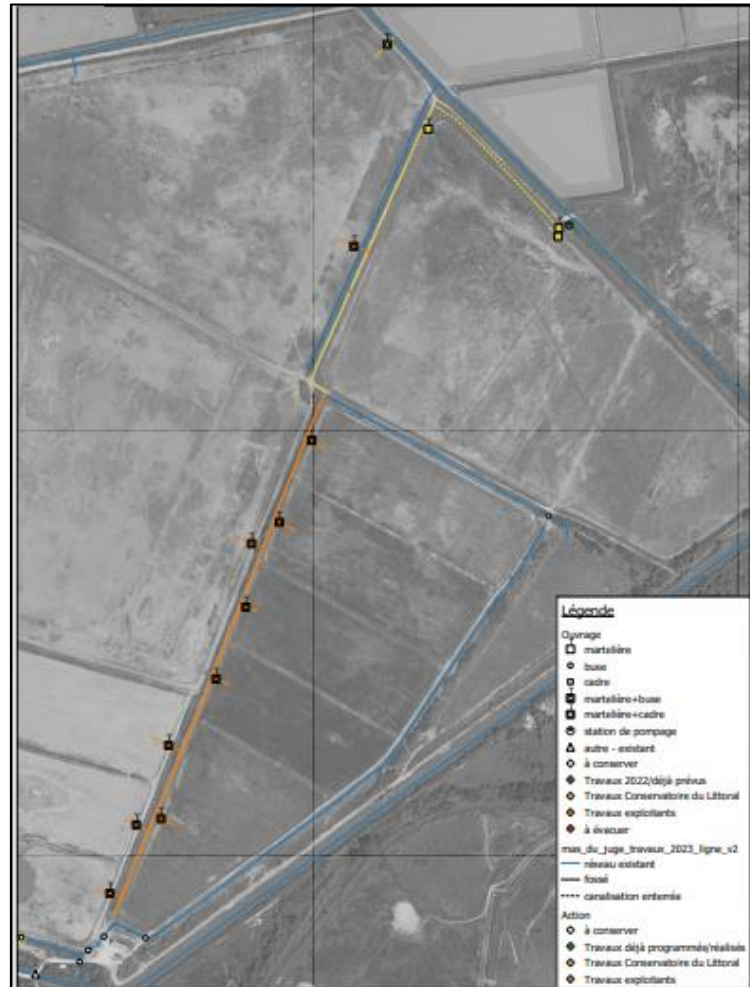 Légende
Ouvrage
martelière
buse
cadre
martelière+buse
martelière+cadre
station de pompage
autre - existant
à conserver
Travaux 2022/déjà prévus
Travaux Conservatoire du Littoral
Travaux exploitants
à évacuer
mas_du_juge_travaux_2023_ligne_v2
réseau existant
fossé
canalisation enterrée
Action
à conserver
Travaux déjà programmés/réalisés
Travaux Conservatoire du Littoral
Travaux exploitants